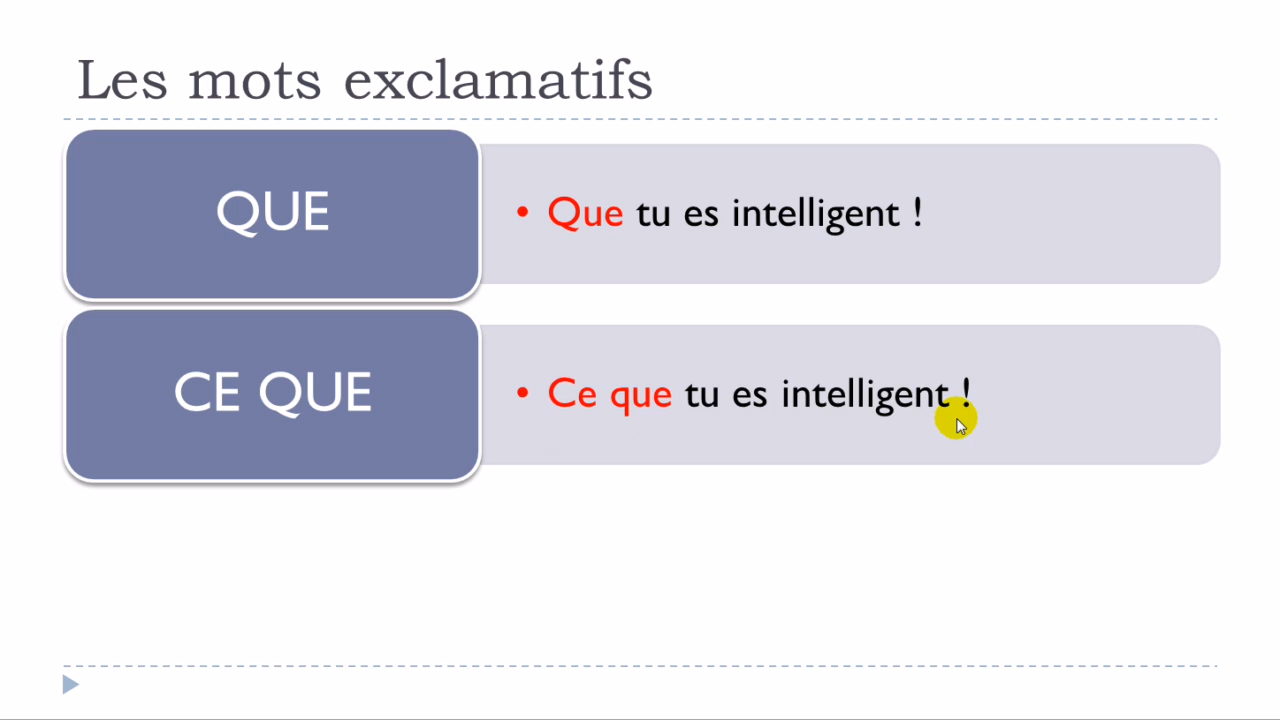 Les mots exclamatifs
QUE
• Que tu es intelligent !
CE QUE
• Ce que tu es intelligent !